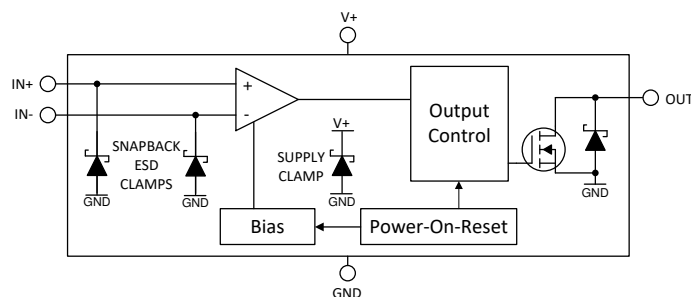 V+
IN+
IN-
+
-
Output
Control
OUT
SNAPBACK
ESD
CLAMPS
V+
SUPPLY
CLAMP
GND
GND
GND
GND
Bias
Power-On-Reset
GND